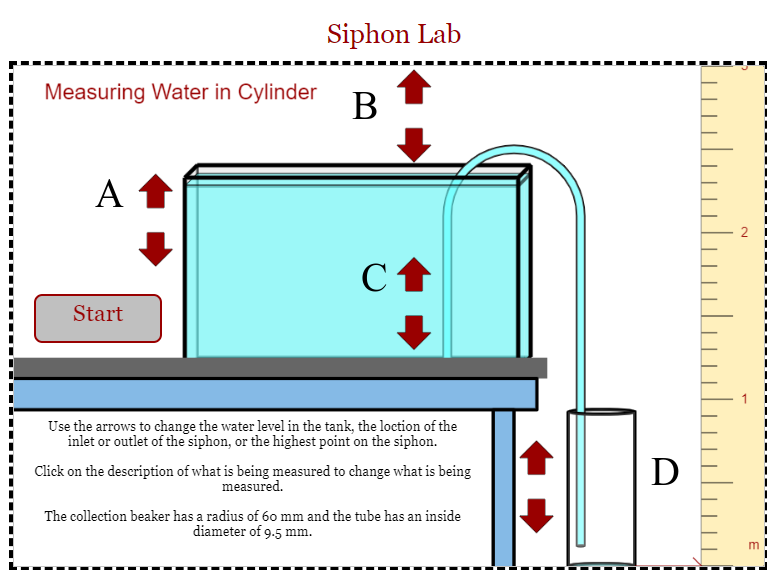 Siphon Lab
Measuring Water in Cylinder
B
A
C
Start
D
Use the arrows to change the water level in the tank, the loction of the
inlet or outlet of the siphon, or the highest point on the siphon.
Click on the description of what is being measured to change what is being
measured.
The collection beaker has a radius of 60 mm and the tube has an inside
diameter of 9.5 mm.
3
2
1
m